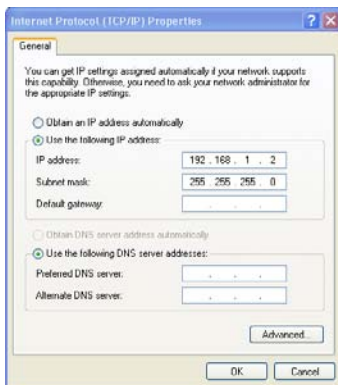 Internet Protocol (TCP/IP) Properties
General
You can get IP settings assigned automatically if your network supports
this capability. Otherwise, you need to ask your network administrator for
the appropriate IP settings.
Obtain an IP address automatically
Use the following IP address:
IP address: 192 . 168 . 1 . 2
Subnet mask: 255 . 255 . 255 . 0
Default gateway: . . .
Obtain DNS server address automatically
Use the following DNS server addresses:
Preferred DNS server: . . .
Alternate DNS server: . . .
Advanced...
OK Cancel